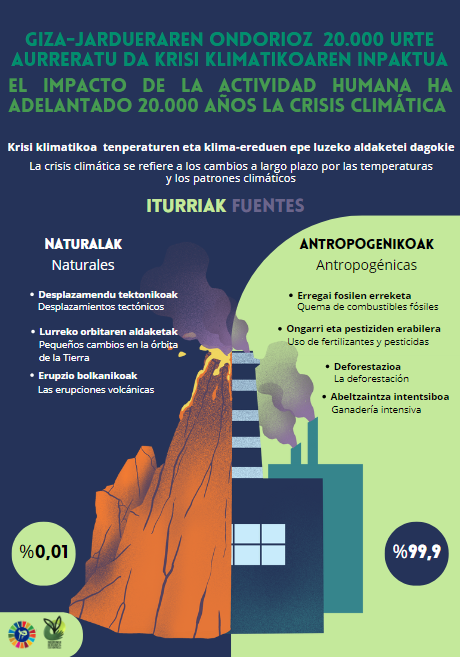 GIZA-JARDUERAREN ONDORIOZ 20.000 URTE
AURRERATU DA KRISI KLIMATIKOAREN INPAKTUA
EL IMPACTO DE LA ACTIVIDAD HUMANA HA
ADELANTADO 20.000 AÑOS LA CRISIS CLIMÁTICA
Krisi klimatikoa tenperaturen eta klima-ereduen epe luzeko aldaketei dagokie
La crisis climática se refiere a los cambios a largo plazo por las temperaturas
y los patrones climáticos
ITURRIAK FUENTES
NATURALAK
Naturales
• Desplazamendu tektonikoak
Desplazamientos tectónicos
• Lurreko orbitaren aldaketak
Pequeños cambios en la órbita
de la Tierra
• Erupzio bolkanikoak
Las erupciones volcánicas
ANTROPOGENIKOAK
Antropogénicas
• Erregai fosilen erreketa
Quema de combustibles fósiles
• Ongarri eta pestiziden erabilera
Uso de fertilizantes y pesticidas
• Deforestazioa
La deforestación
• Abeltzaintza intentsiboa
Ganadería intensiva
%0,01
%99,9